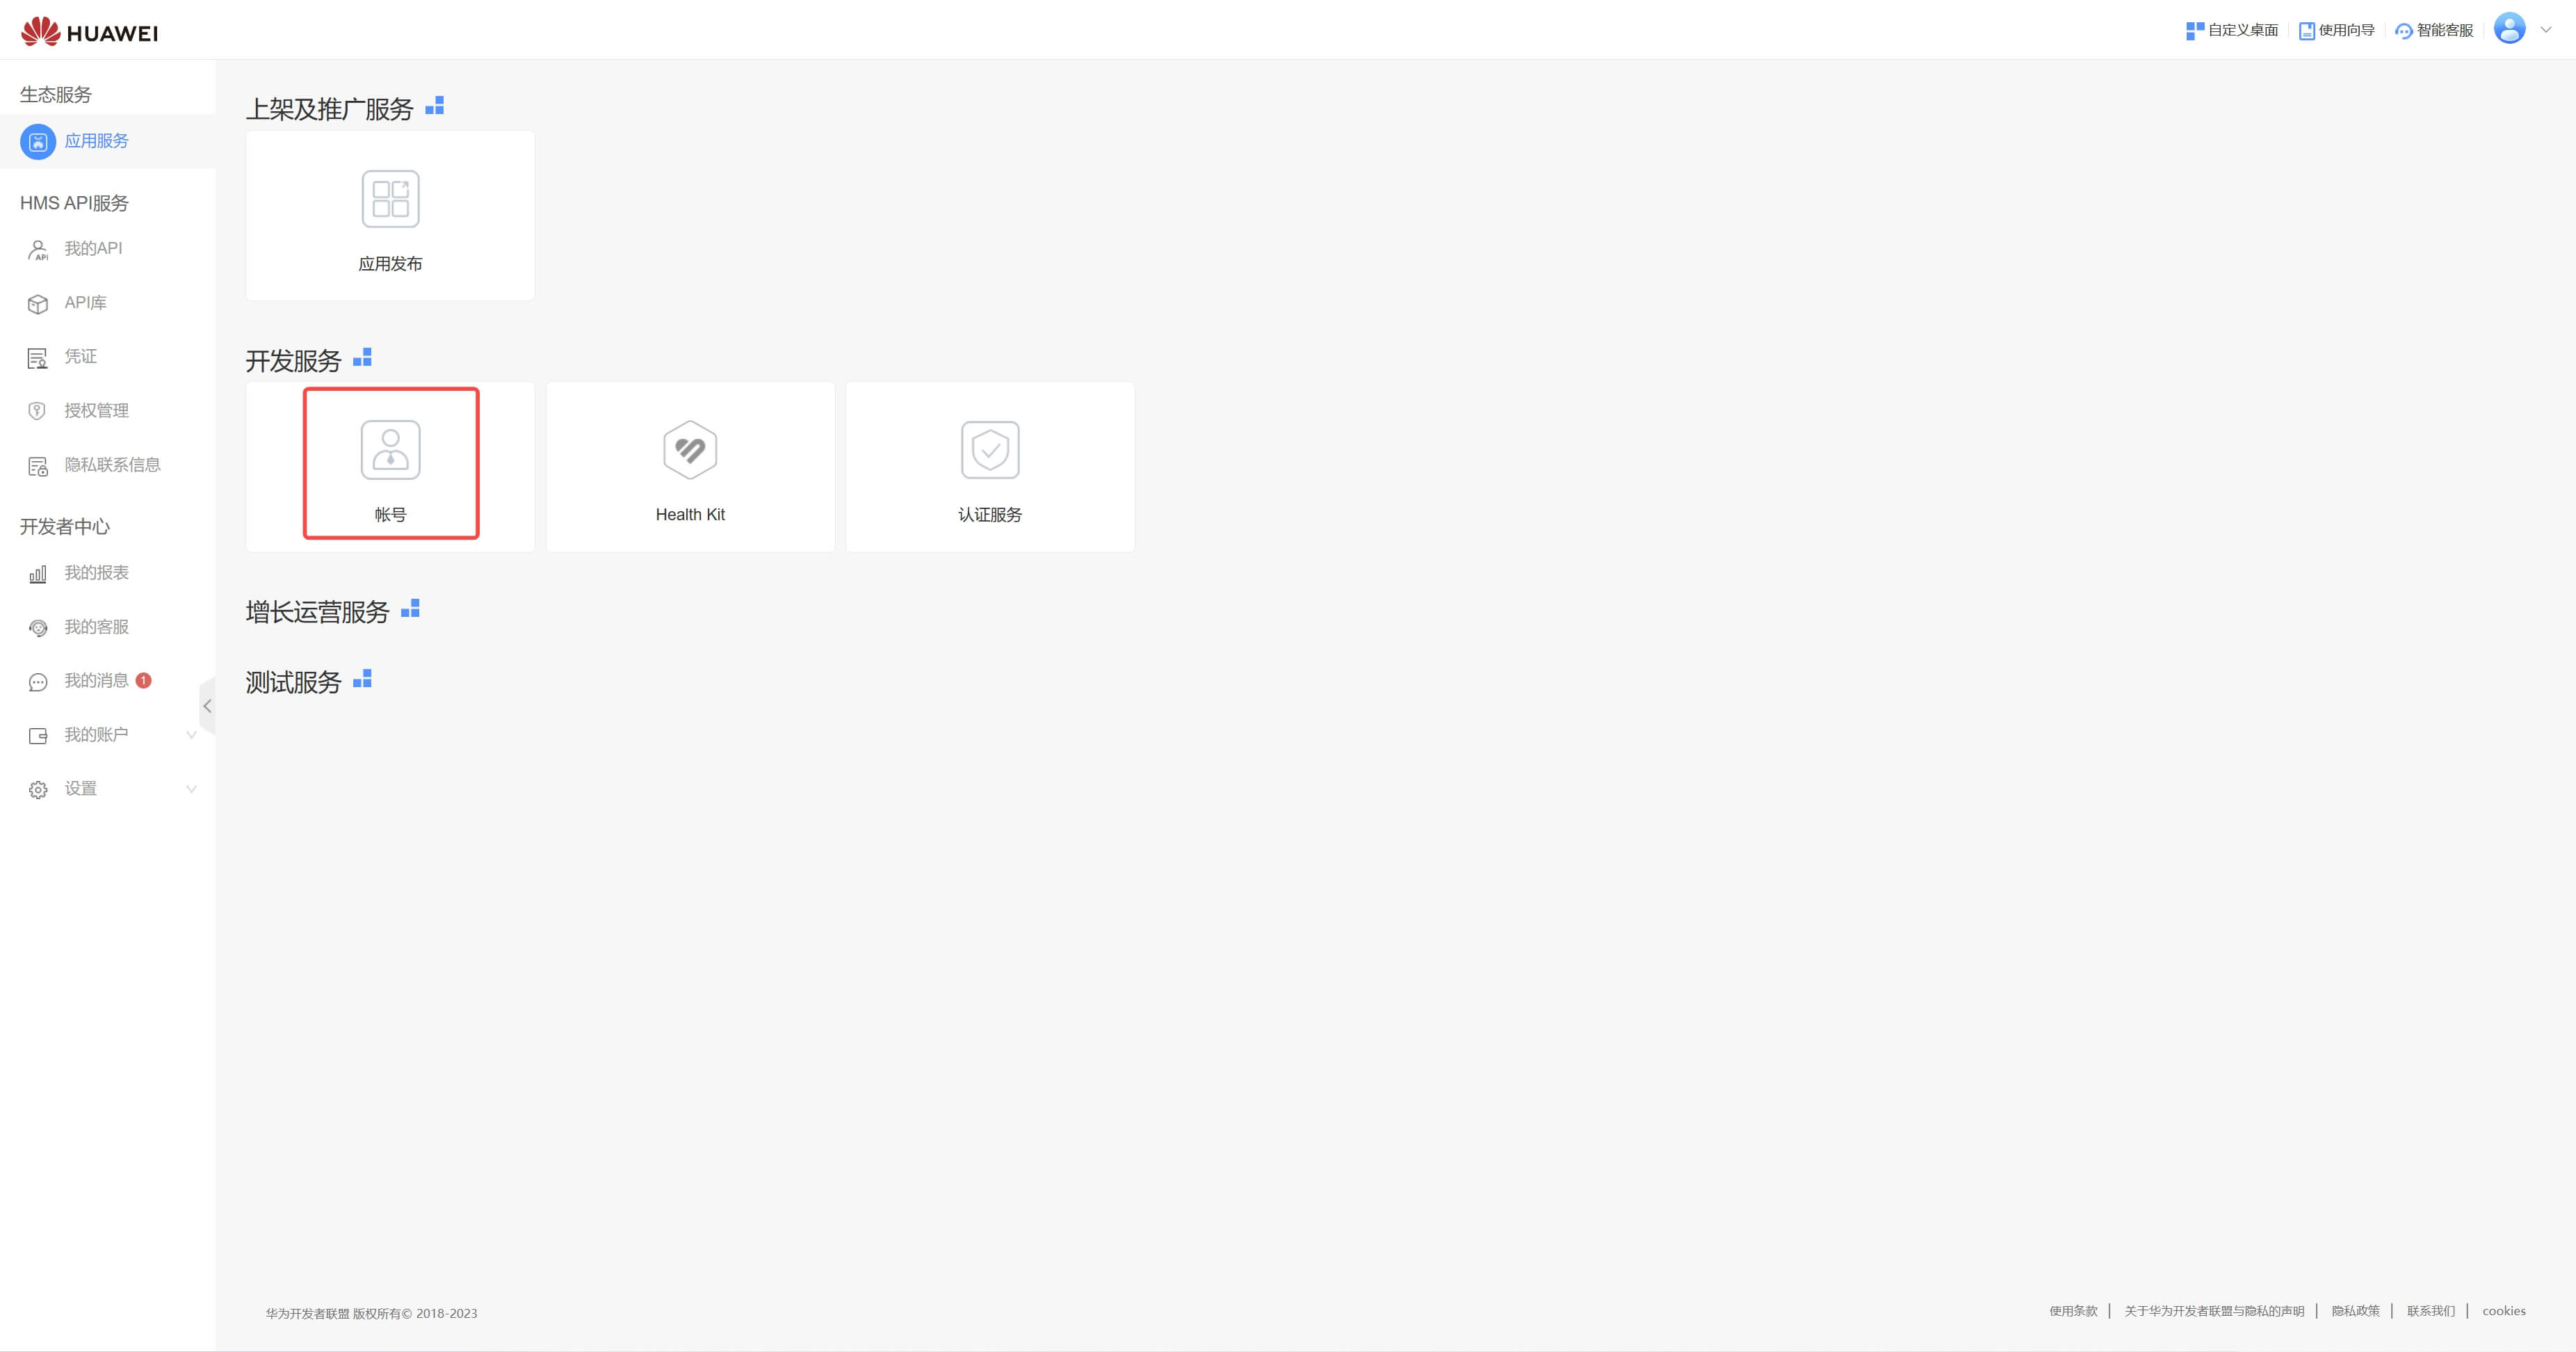 HUAWEI
自定义桌面
使用向导
智能客服
生态服务
应用服务
HMS API服务
我的API
API库
凭证
授权管理
隐私联系信息
开发者中心
我的报表
我的客服
我的消息 1
我的账户
设置
上架及推广服务
应用发布
开发服务
帐号
Health Kit
认证服务
增长运营服务
测试服务
华为开发者联盟 版权所有© 2018-2023
使用条款 | 关于华为开发者联盟与隐私的声明 | 隐私政策 | 联系我们 | cookies